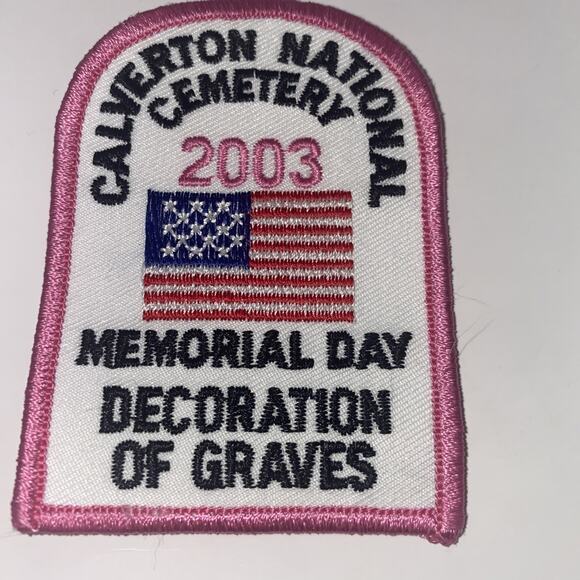 CALVERTON NATIONAL
CEMETERY
2003
MEMORIAL DAY
DECORATION
OF GRAVES